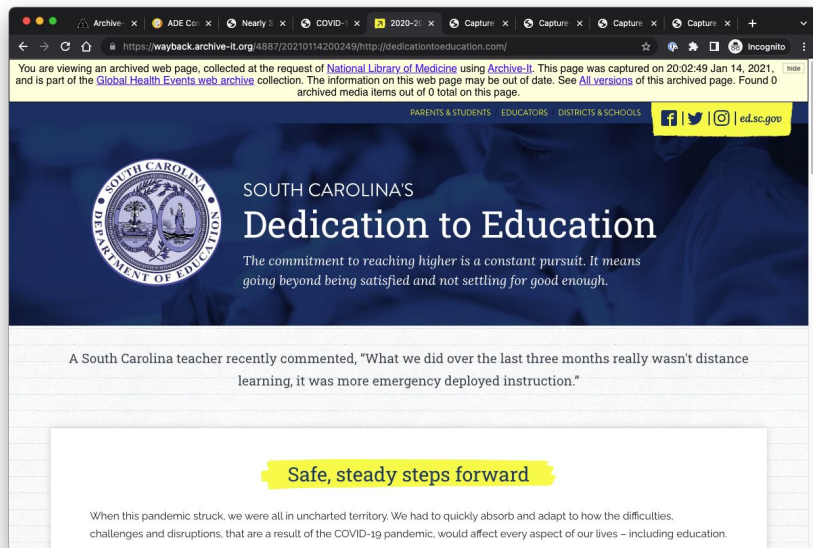 Archive-
ADE Con
Nearly 3
COVID-1
2020-20
Capture
Capture
Capture
Capture
https://wayback.archive-it.org/4887/20210114200249/http://dedicationtoeducation.com/
Incognito
You are viewing an archived web page, collected at the request of National Library of Medicine using Archive-It. This page was captured on 20:02:49 Jan 14, 2021,
hide
and is part of the Global Health Events web archive collection. The information on this web page may be out of date. See All versions of this archived page. Found 0
archived media items out of 0 total on this page.
PARENTS & STUDENTS EDUCATORS DISTRICTS & SCHOOLS
ed.sc.gov
SOUTH CAROLINA
DEPARTMENT OF EDUCATION
SOUTH CAROLINA'S
Dedication to Education
The commitment to reaching higher is a constant pursuit. It means
going beyond being satisfied and not settling for good enough.
A South Carolina teacher recently commented, “What we did over the last three months really wasn't distance
learning, it was more emergency deployed instruction.”
Safe, steady steps forward
When this pandemic struck, we were all in uncharted territory. We had to quickly absorb and adapt to how the difficulties,
challenges and disruptions, that are a result of the COVID-19 pandemic, would affect every aspect of our lives – including education.